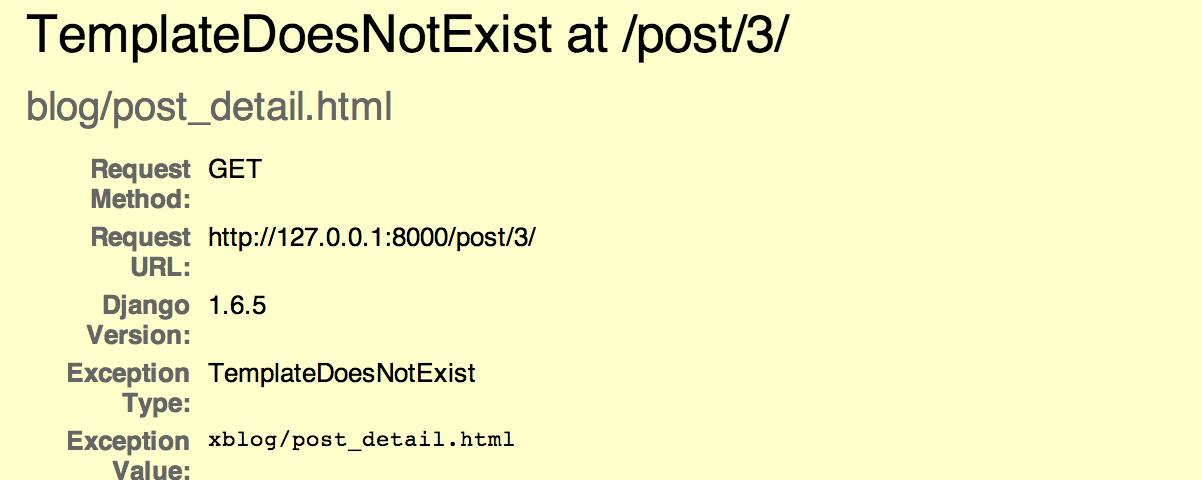 TemplateDoesNotExist at /post/3/
blog/post_detail.html
Request Method: GET
Request URL: http://127.0.0.1:8000/post/3/
Django Version: 1.6.5
Exception Type: TemplateDoesNotExist
Exception Value: xblog/post_detail.html